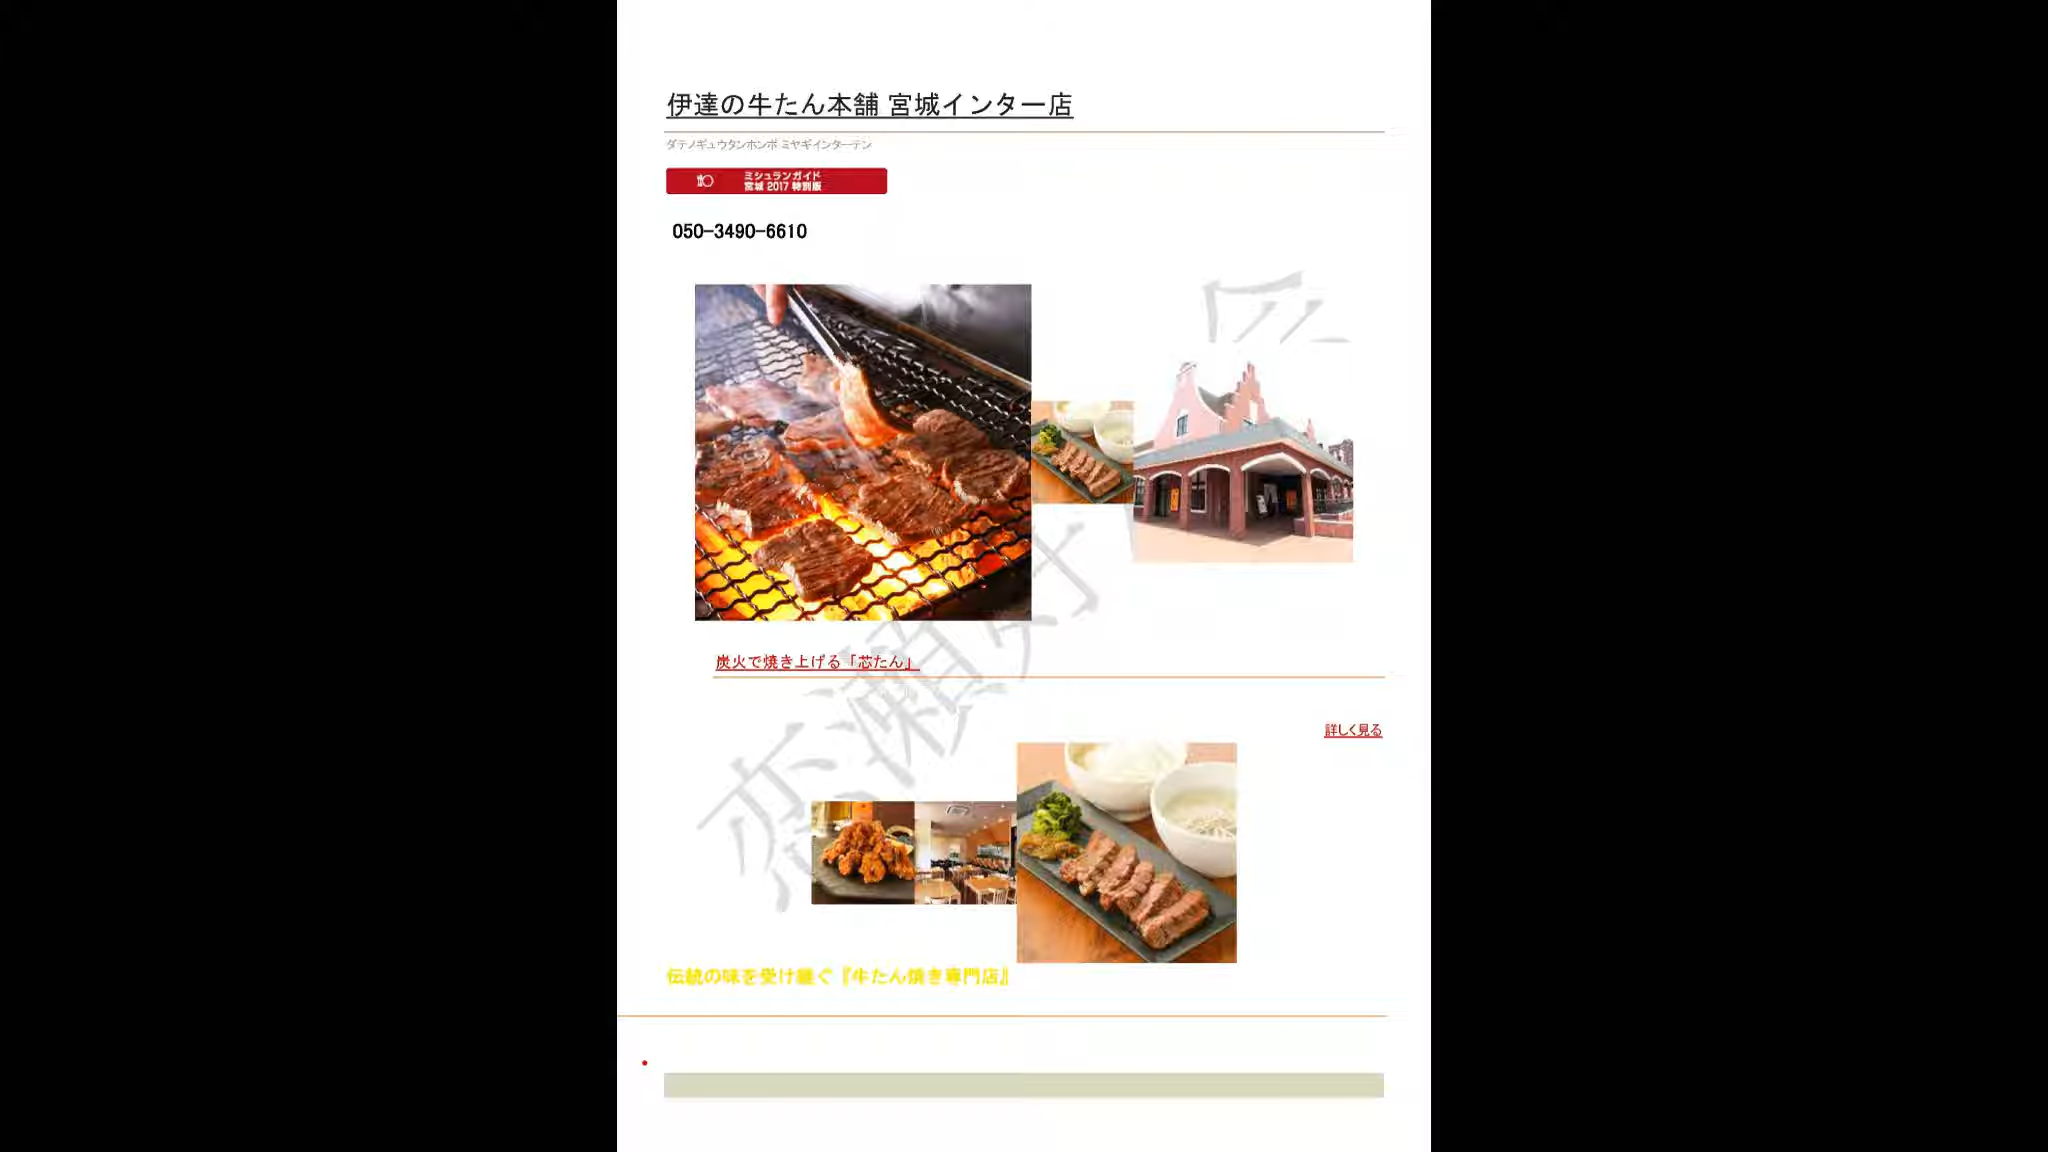 伊達の牛たん本舗 宮城インター店
ダテノギュウタンホンポ ミヤギインターテン
ミシュランガイド
宮城 2017 特別版
050-3490-6610
炭火で焼き上げる「芯たん」
詳しく見る
伝統の味を受け継ぐ『牛たん焼き専門店』